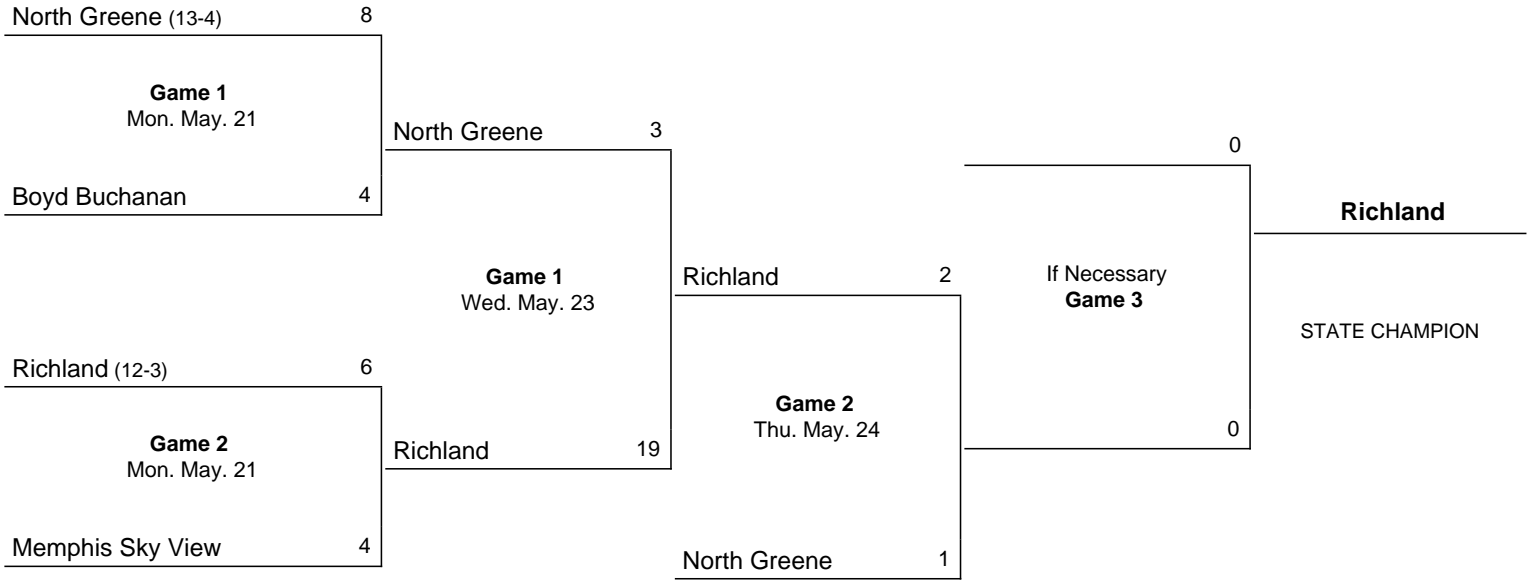 North Greene (13-4) 8
Game 1
Mon. May. 21
Boyd Buchanan 4
Richland (12-3) 6
Game 2
Mon. May. 21
Memphis Sky View 4
North Greene 3
Game 1
Wed. May. 23
Richland 19
Richland 2
Game 2
Thu. May. 24
North Greene 1
0
If Necessary
Game 3
0
Richland
STATE CHAMPION